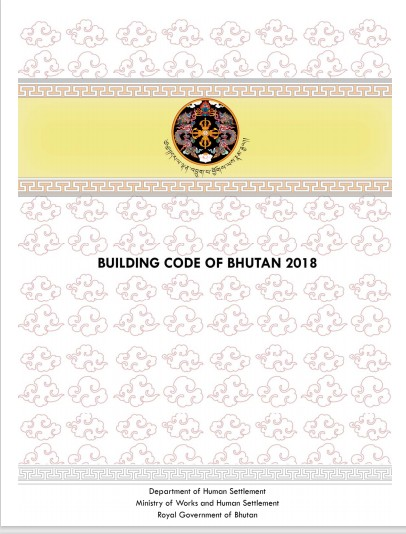 BUILDING CODE OF BHUTAN 2018
Department of Human Settlement
Ministry of Works and Human Settlement
Royal Government of Bhutan